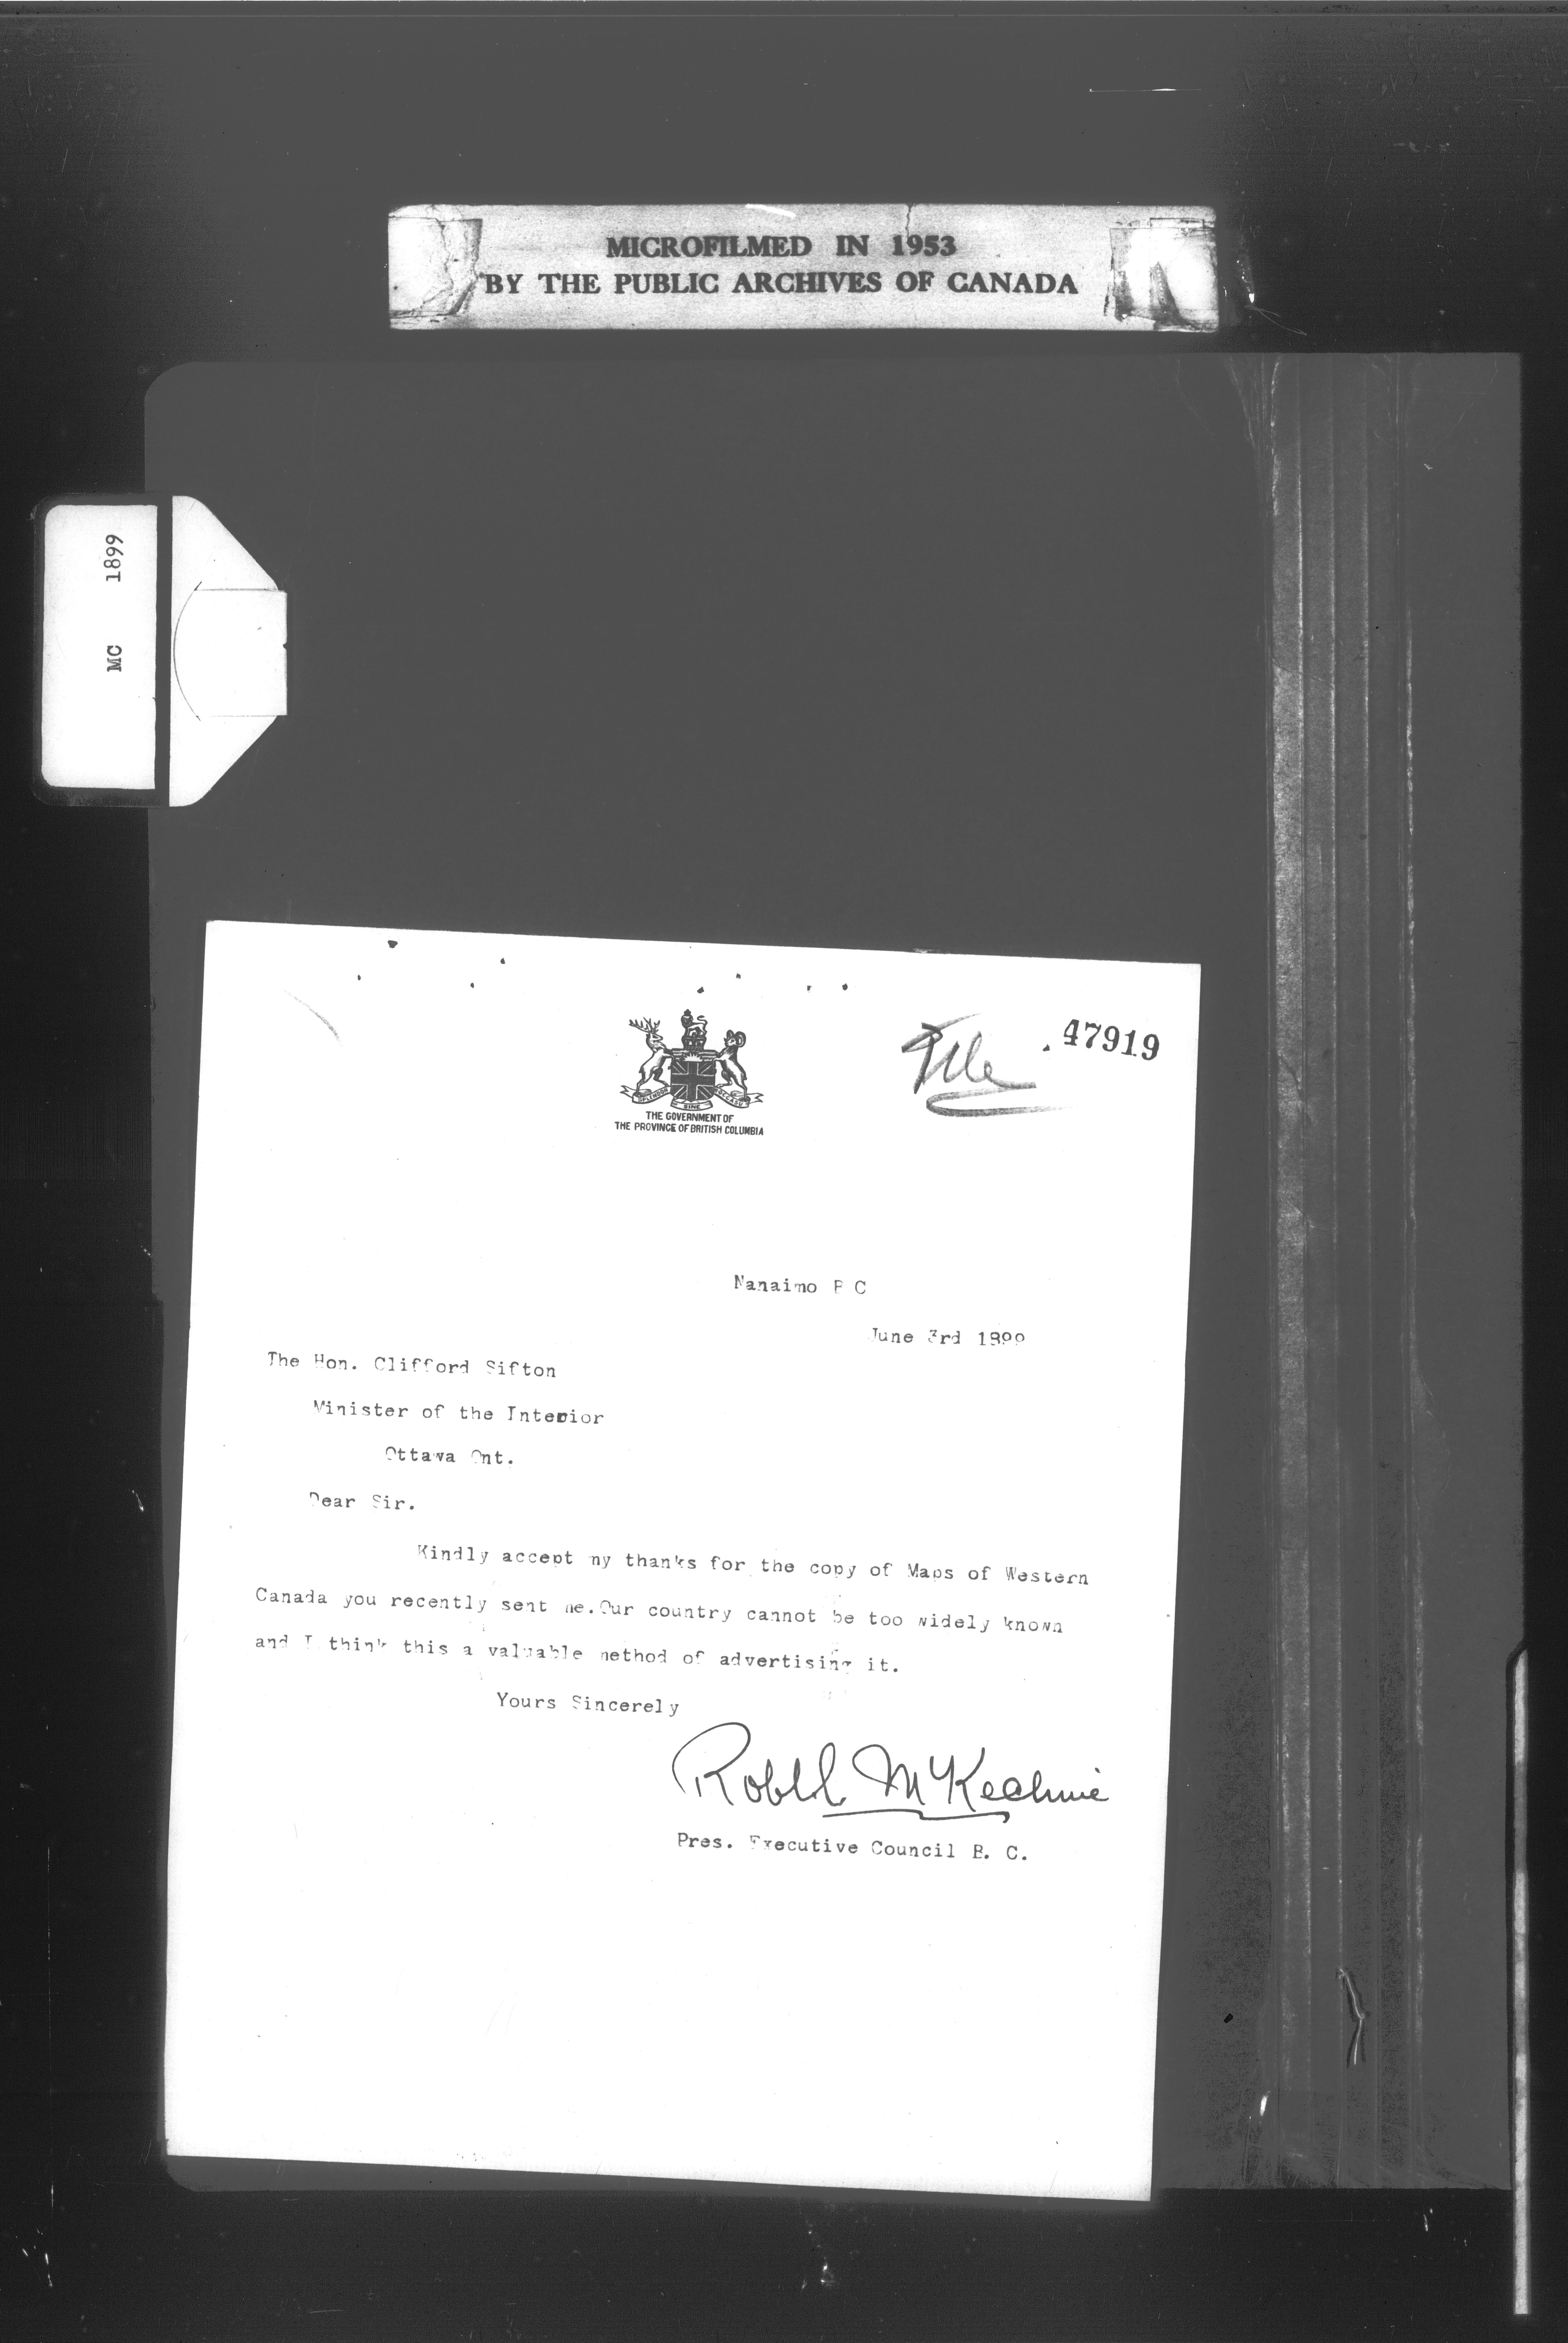 MICROFILMED IN 1953
BY THE PUBLIC ARCHIVES OF CANADA
MC 1899
File
47919
SPLENDOR SINE OCCASU
THE GOVERNMENT OF
THE PROVINCE OF BRITISH COLUMBIA
Nanaimo B C
June 3rd 1899
The Hon. Clifford Sifton
Minister of the Interior
Ottawa Ont.
Dear Sir.
Kindly accept my thanks for the copy of Maps of Western
Canada you recently sent me.Our country cannot be too widely known
and I think this a valuable method of advertising it.
Yours Sincerely
McKechnie
Pres. Executive Council B. C.